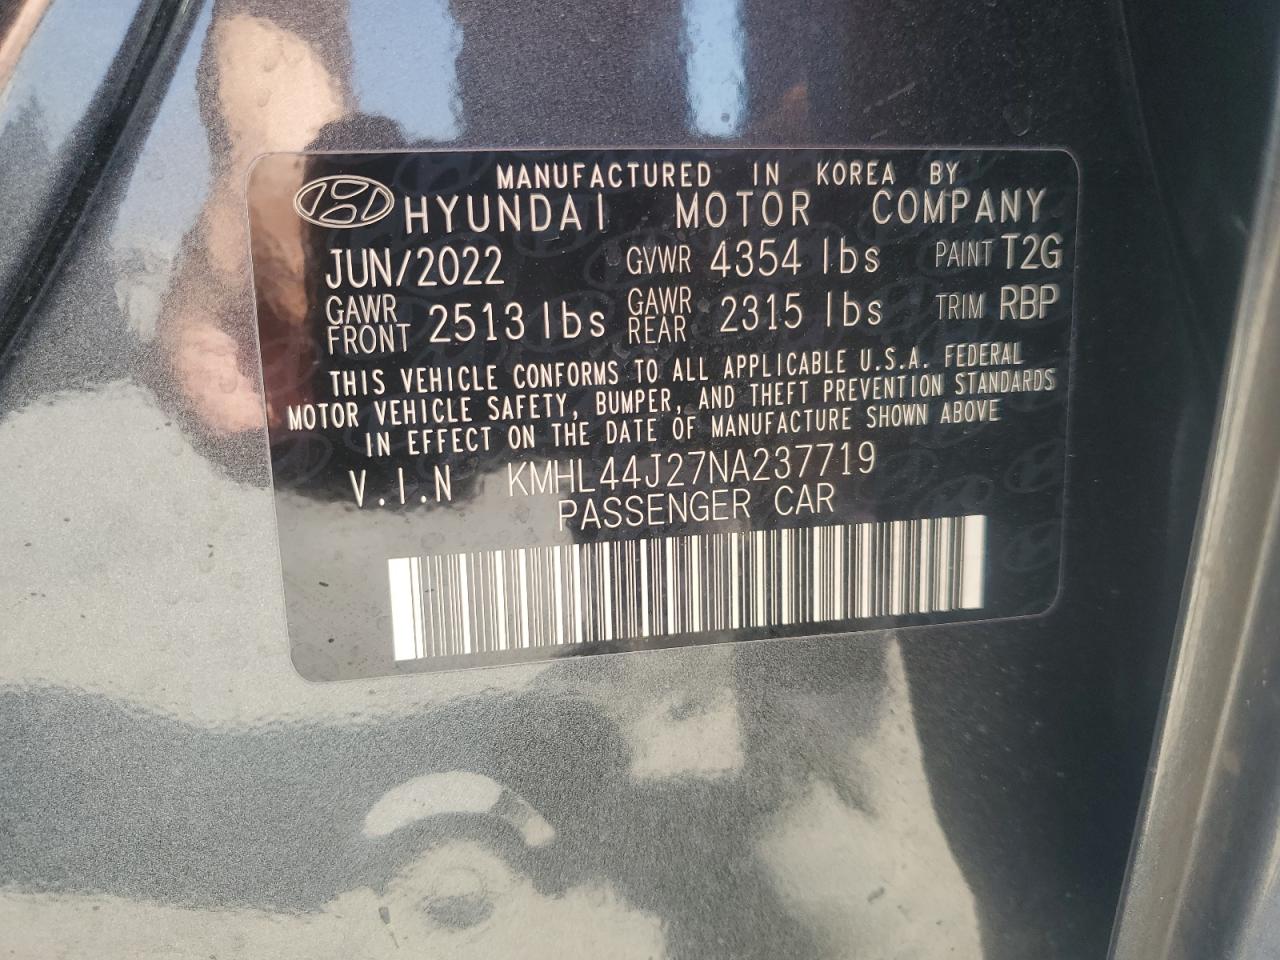 MANUFACTURED IN KOREA BY
HYUNDAI MOTOR COMPANY
JUN/2022 GVWR 4354 lbs PAINT T2G
GAWR FRONT 2513 lbs GAWR REAR 2315 lbs TRIM RBP
THIS VEHICLE CONFORMS TO ALL APPLICABLE U.S.A. FEDERAL
MOTOR VEHICLE SAFETY, BUMPER, AND THEFT PREVENTION STANDARDS
IN EFFECT ON THE DATE OF MANUFACTURE SHOWN ABOVE
V.I.N KMHL44J27NA237719
PASSENGER CAR